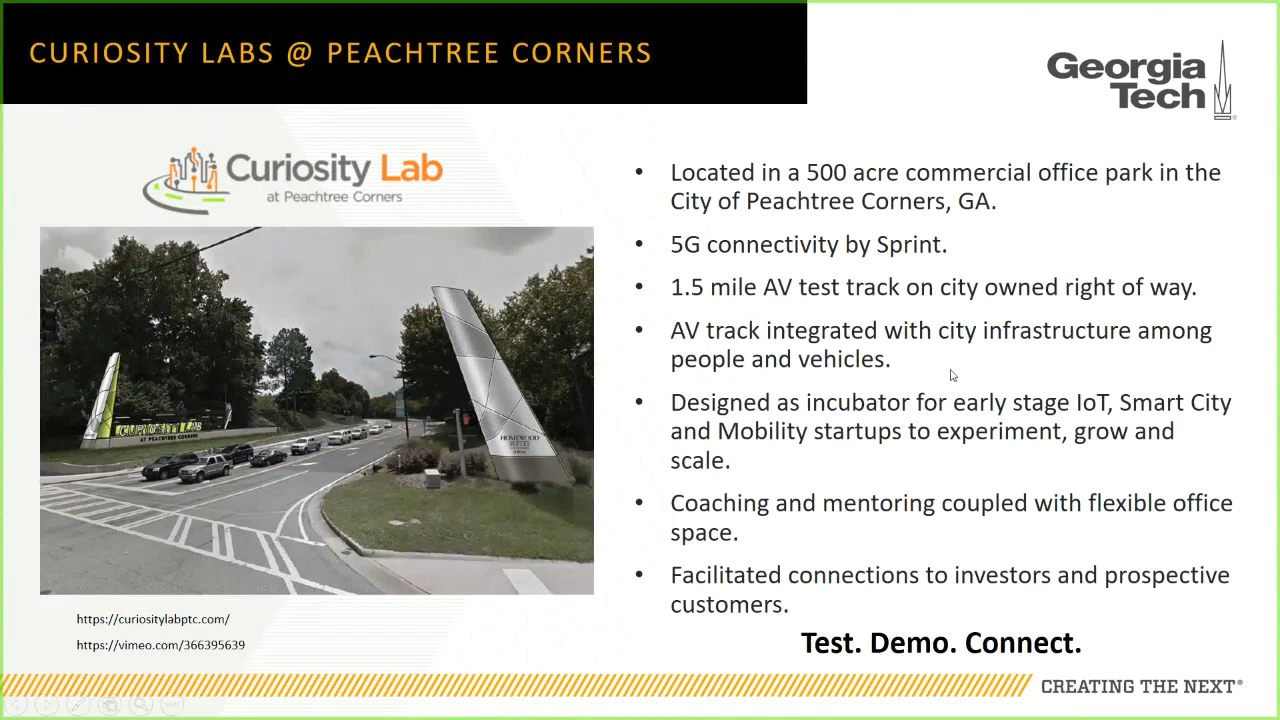 CURIOSITY LABS @ PEACHTREE CORNERS
Georgia
Tech
Curiosity Lab
at Peachtree Corners
CURIOSITY LAB
AT PEACHTREE CORNERS
HOMEWOOD
SUITES
https://curiositylabptc.com/
https://vimeo.com/366395639
• Located in a 500 acre commercial office park in the
City of Peachtree Corners, GA.
• 5G connectivity by Sprint.
• 1.5 mile AV test track on city owned right of way.
• AV track integrated with city infrastructure among
people and vehicles.
• Designed as incubator for early stage IoT, Smart City
and Mobility startups to experiment, grow and
scale.
• Coaching and mentoring coupled with flexible office
space.
• Facilitated connections to investors and prospective
customers.
Test. Demo. Connect.
CREATING THE NEXT®